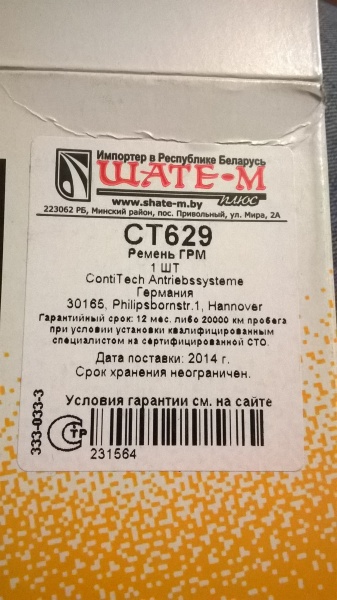 Импортер в Республике Беларусь
ШАТЕ-М
плюс
www.shate-m.by
223062 РБ, Минский район, пос. Привольный, ул. Мира, 2А
CT629
Ремень ГРМ
1 ШТ
ContiTech Antriebssysteme
Германия
30165, Philipsbornstr.1, Hannover
Гарантийный срок: 12 мес. либо 20000 км пробега
при условии установки квалифицированным
специалистом на сертифицированной СТО.
Дата поставки: 2014 г.
Срок хранения неограничен.
Условия гарантии см. на сайте
333-033-3
СТР
231564